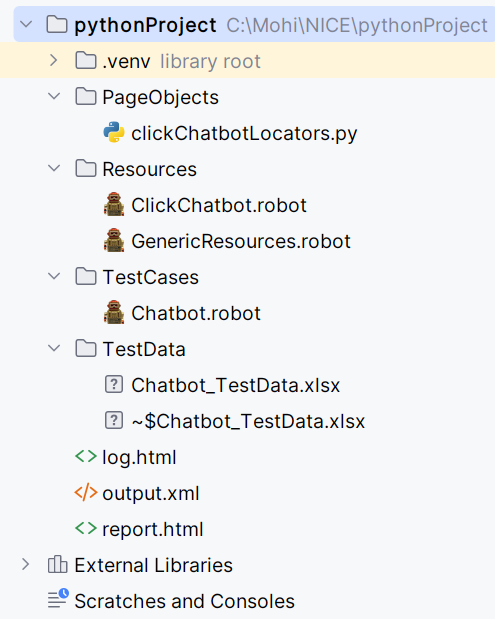 pythonProject C:\Mohi\NICE\pythonProject
.venv library root
PageObjects
clickChatbotLocators.py
Resources
ClickChatbot.robot
GenericResources.robot
TestCases
Chatbot.robot
TestData
Chatbot_TestData.xlsx
~$Chatbot_TestData.xlsx
log.html
output.xml
report.html
External Libraries
Scratches and Consoles